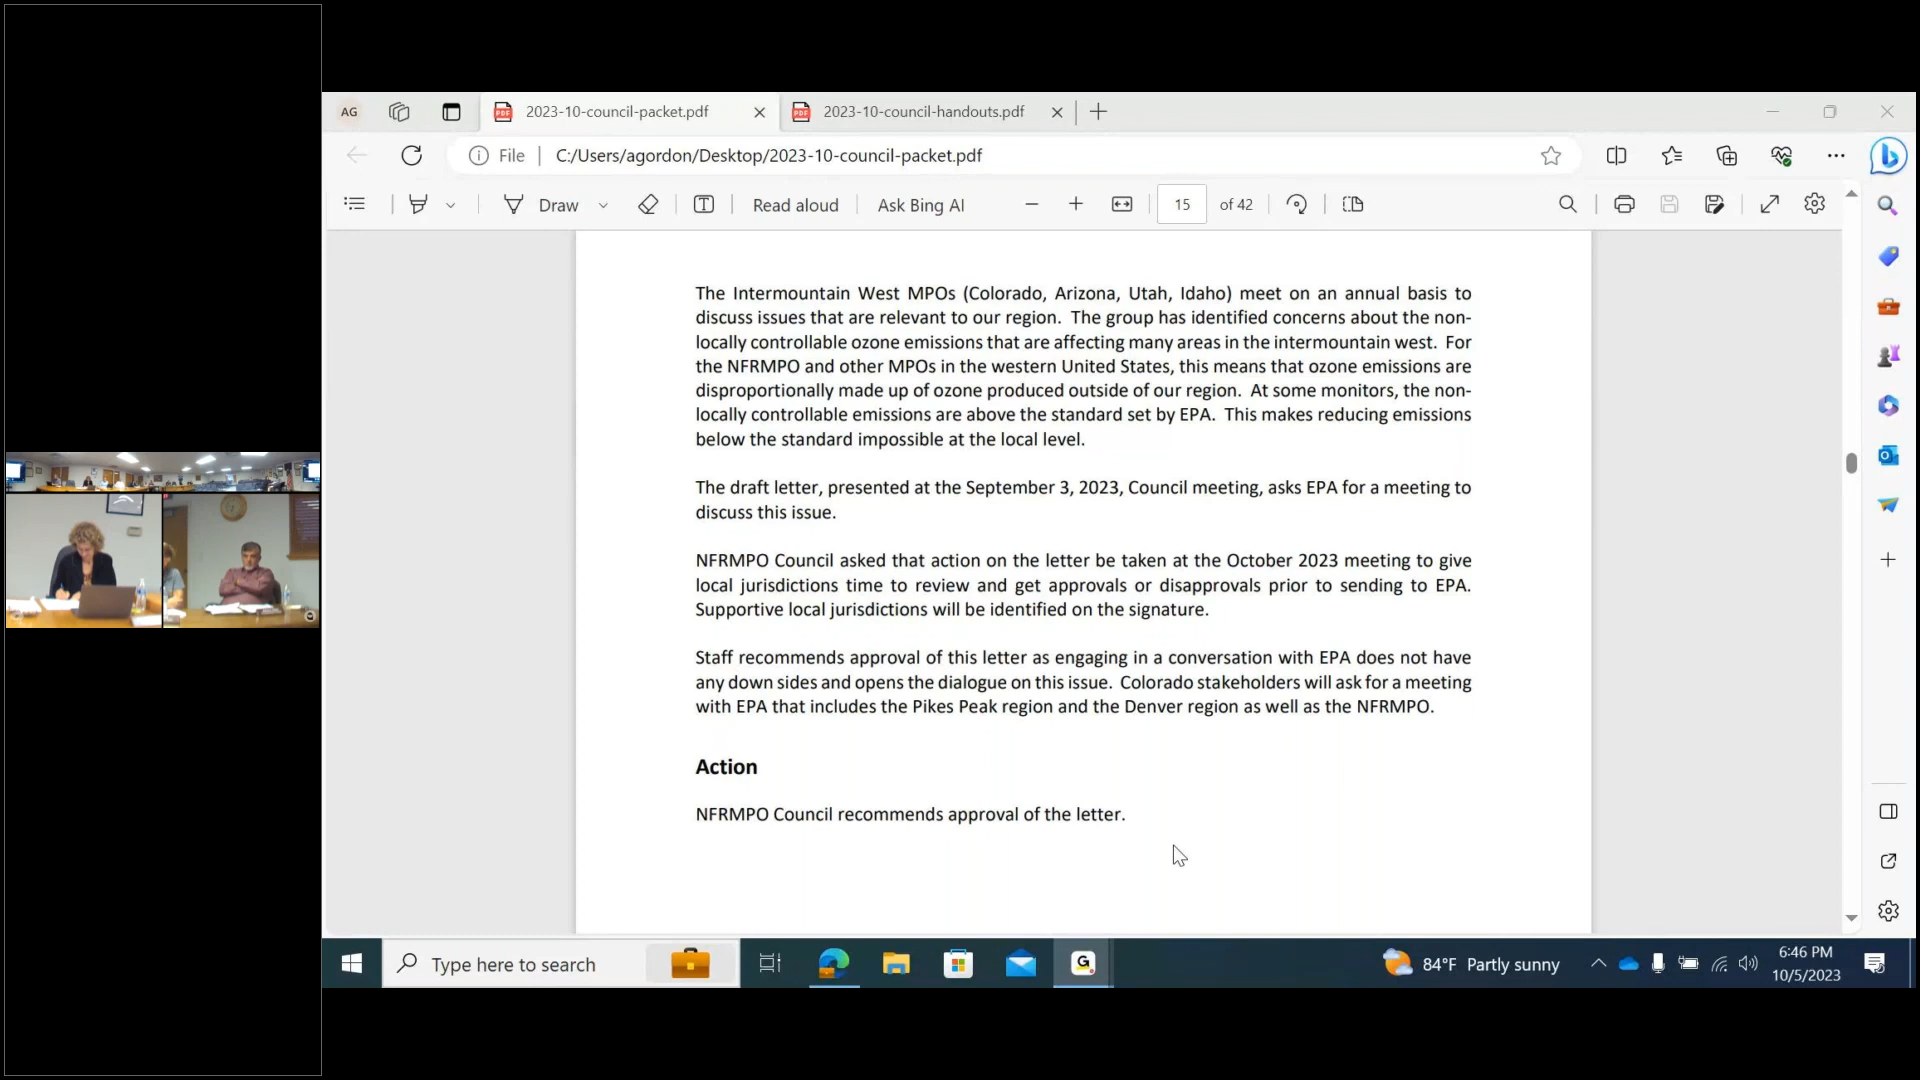 AG
2023-10-council-packet.pdf
2023-10-council-handouts.pdf
File
C:/Users/agordon/Desktop/2023-10-council-packet.pdf
Draw
Read aloud
Ask Bing AI
15
of 42
The Intermountain West MPOs (Colorado, Arizona, Utah, Idaho) meet on an annual basis to
discuss issues that are relevant to our region. The group has identified concerns about the non-
locally controllable ozone emissions that are affecting many areas in the intermountain west. For
the NFRMPO and other MPOs in the western United States, this means that ozone emissions are
disproportionally made up of ozone produced outside of our region. At some monitors, the non-
locally controllable emissions are above the standard set by EPA. This makes reducing emissions
below the standard impossible at the local level.
The draft letter, presented at the September 3, 2023, Council meeting, asks EPA for a meeting to
discuss this issue.
NFRMPO Council asked that action on the letter be taken at the October 2023 meeting to give
local jurisdictions time to review and get approvals or disapprovals prior to sending to EPA.
Supportive local jurisdictions will be identified on the signature.
Staff recommends approval of this letter as engaging in a conversation with EPA does not have
any down sides and opens the dialogue on this issue. Colorado stakeholders will ask for a meeting
with EPA that includes the Pikes Peak region and the Denver region as well as the NFRMPO.
Action
NFRMPO Council recommends approval of the letter.
Type here to search
84°F Partly sunny
6:46 PM
10/5/2023